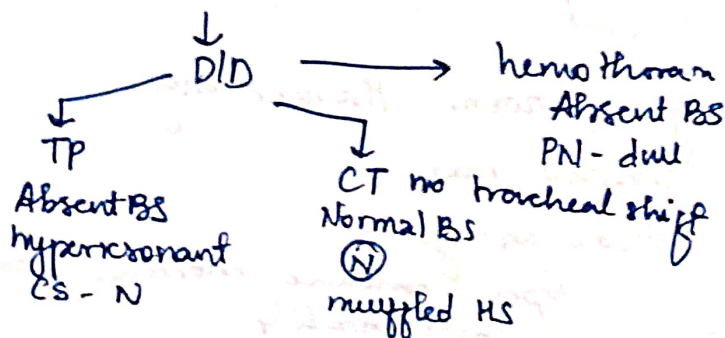 D/D
hemothorax
Absent BS
PN - dull
TP
Absent BS
hyperresonant
CS - N
CT no tracheal shift
Normal BS
N
muffled HS